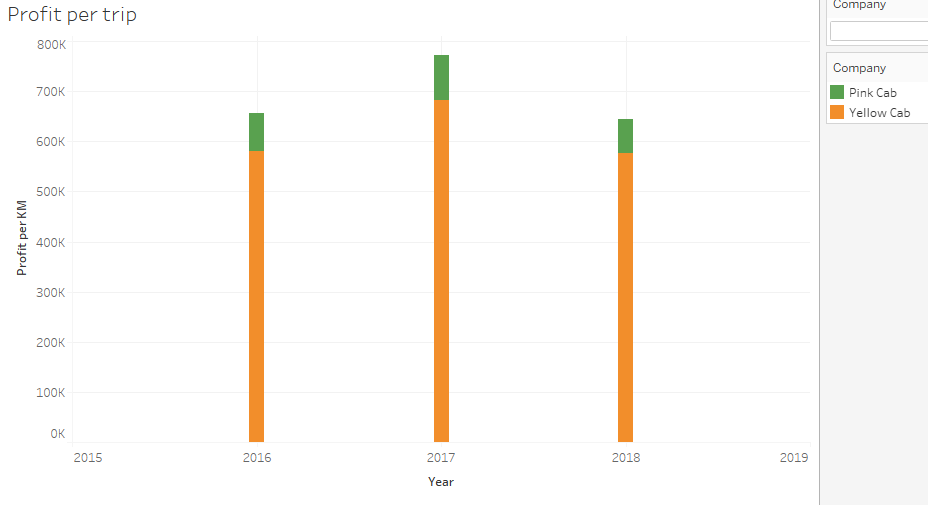 Profit per trip
Company
Company
Pink Cab
Yellow Cab
Profit per KM
800K
700K
600K
500K
400K
300K
200K
100K
0K
2015 2016 2017 2018 2019
Year